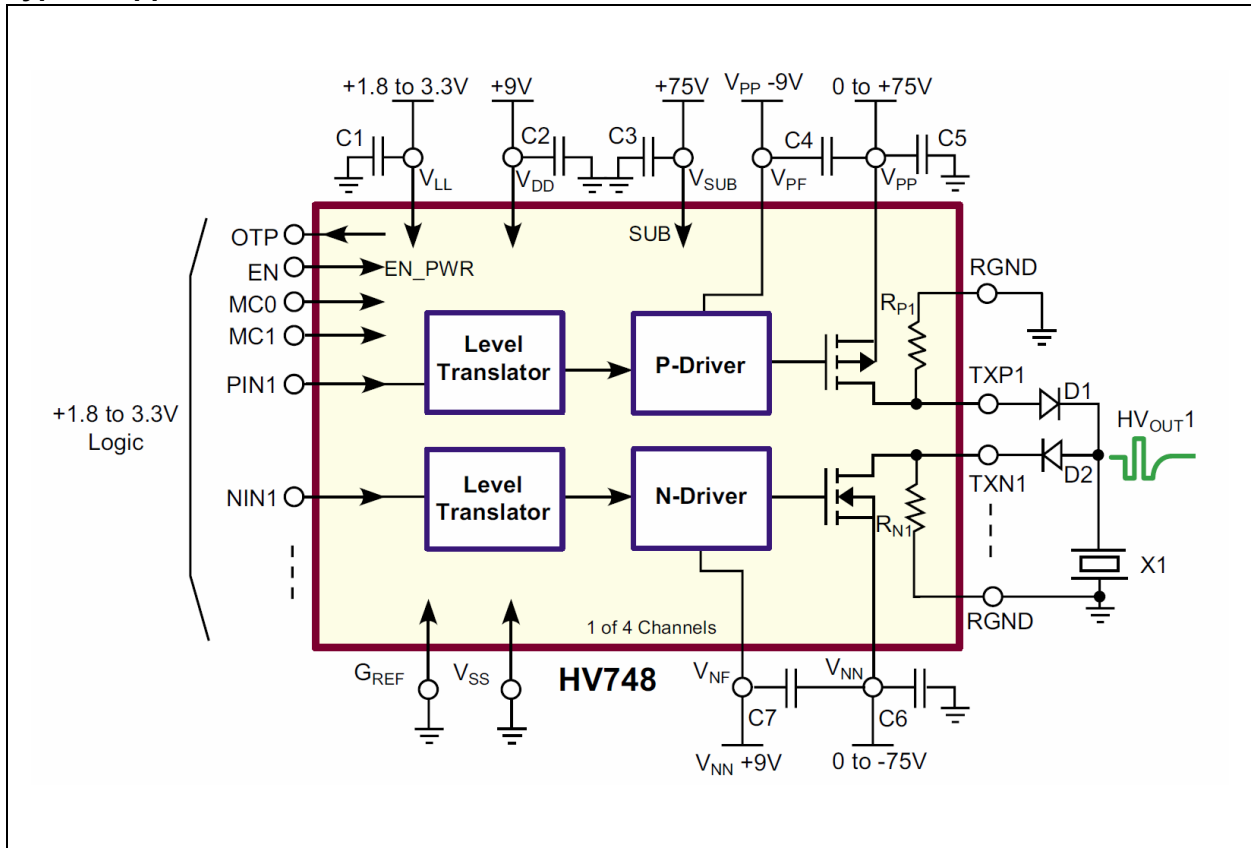 +1.8 to 3.3V
+9V
+75V
VPP -9V
0 to +75V
C1
C2
C3
C4
C5
VLL
VDD
VSUB
VPF
VPP
OTP
EN
EN_PWR
SUB
RGND
MC0
MC1
RP1
Level
Translator
P-Driver
PIN1
TXP1
D1
+1.8 to 3.3V
Logic
HVOUT1
D2
TXN1
NIN1
Level
Translator
N-Driver
RN1
X1
RGND
1 of 4 Channels
GREF
VSS
HV748
VNF
VNN
C7
C6
VNN +9V
0 to -75V